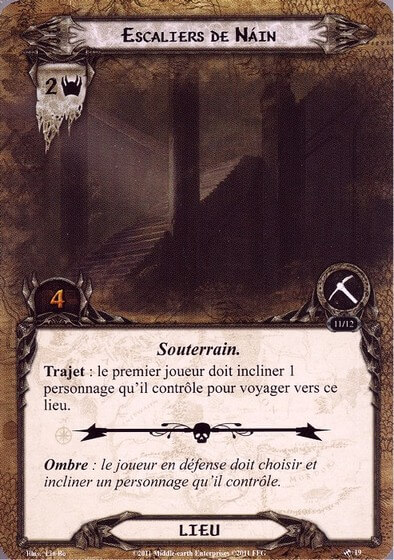 Escaliers de Náin
2
4
11/12
Souterrain.
Trajet : le premier joueur doit incliner 1
personnage qu'il contrôle pour voyager vers ce
lieu.
Ombre : le joueur en défense doit choisir et
incliner un personnage qu'il contrôle.
LIEU
©2011 Middle-earth Enterprises ©2011 FFG
19